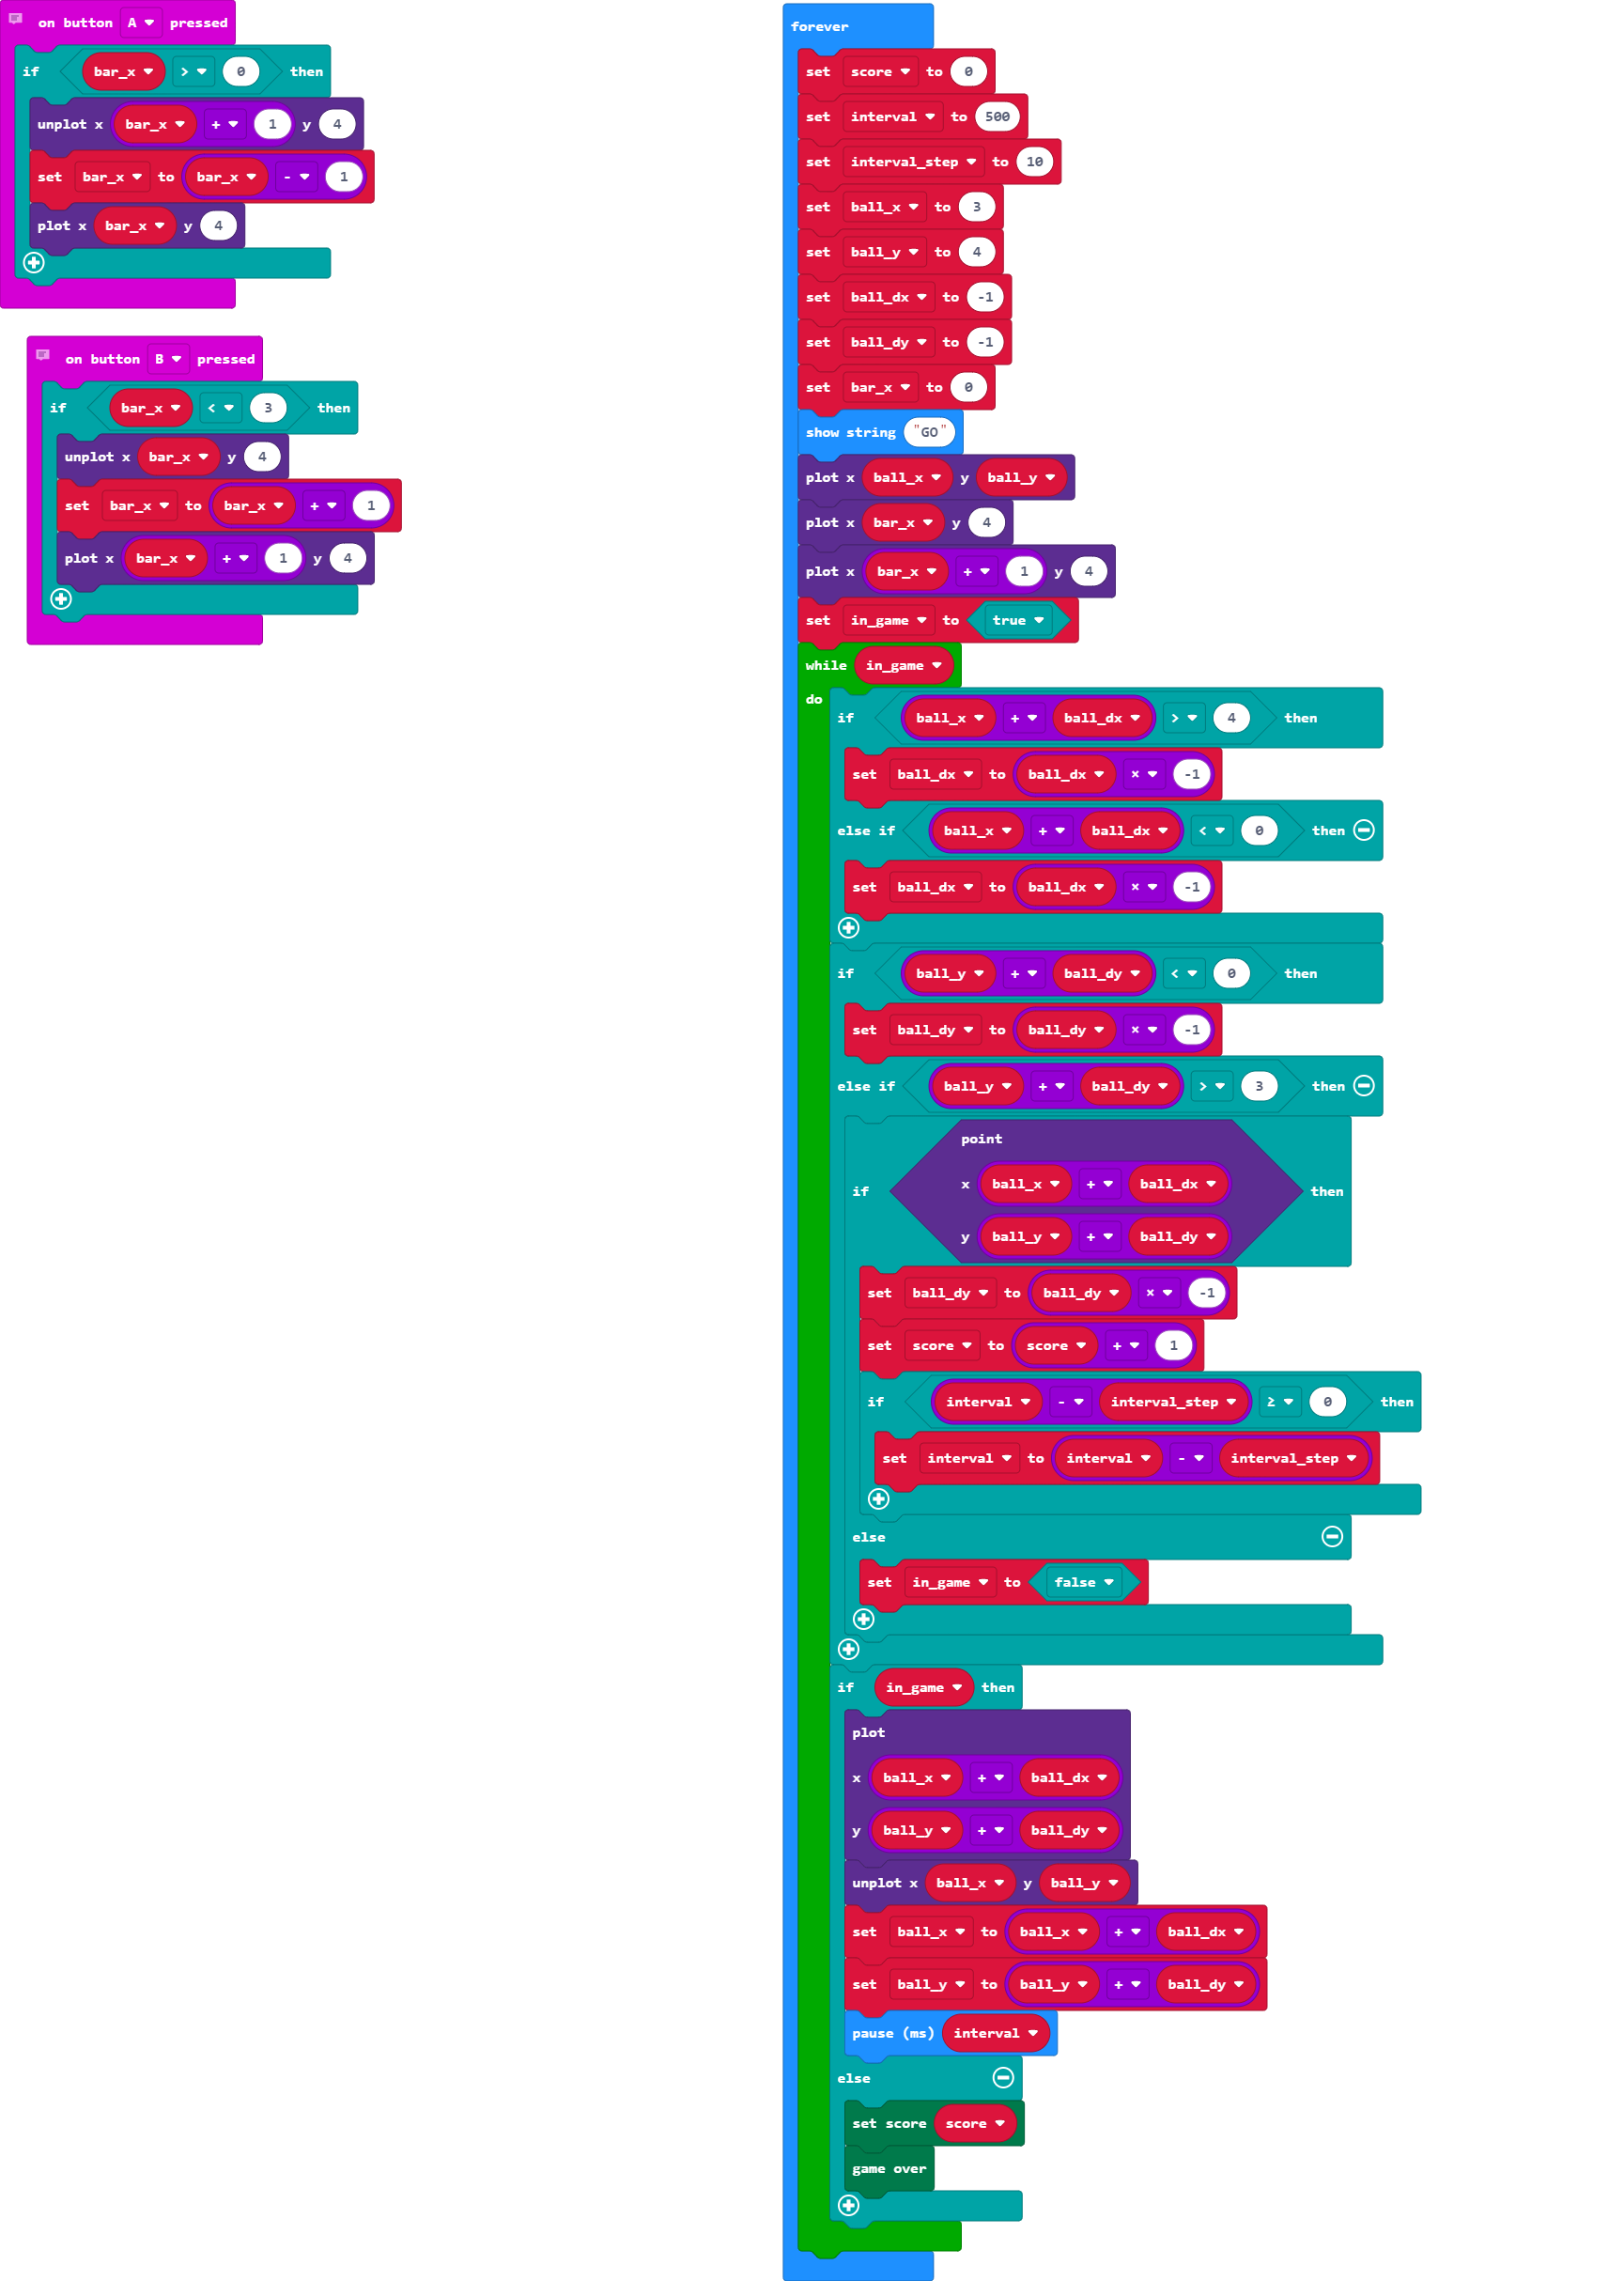 on button A pressed
if bar_x > 0 then
unplot x bar_x + 1 y 4
set bar_x to bar_x - 1
plot x bar_x y 4
on button B pressed
if bar_x < 3 then
unplot x bar_x y 4
set bar_x to bar_x + 1
plot x bar_x + 1 y 4
forever
set score to 0
set interval to 500
set interval_step to 10
set ball_x to 3
set ball_y to 4
set ball_dx to -1
set ball_dy to -1
set bar_x to 0
show string "GO"
plot x ball_x y ball_y
plot x bar_x y 4
plot x bar_x + 1 y 4
set in_game to true
while in_game
do
if ball_x + ball_dx > 4 then
set ball_dx to ball_dx × -1
else if ball_x + ball_dx < 0 then
set ball_dx to ball_dx × -1
if ball_y + ball_dy < 0 then
set ball_dy to ball_dy × -1
else if ball_y + ball_dy > 3 then
point
x ball_x + ball_dx
if then
y ball_y + ball_dy
set ball_dy to ball_dy × -1
set score to score + 1
if interval - interval_step ≥ 0 then
set interval to interval - interval_step
else
set in_game to false
if in_game then
plot
x ball_x + ball_dx
y ball_y + ball_dy
unplot x ball_x y ball_y
set ball_x to ball_x + ball_dx
set ball_y to ball_y + ball_dy
pause (ms) interval
else
set score score
game over